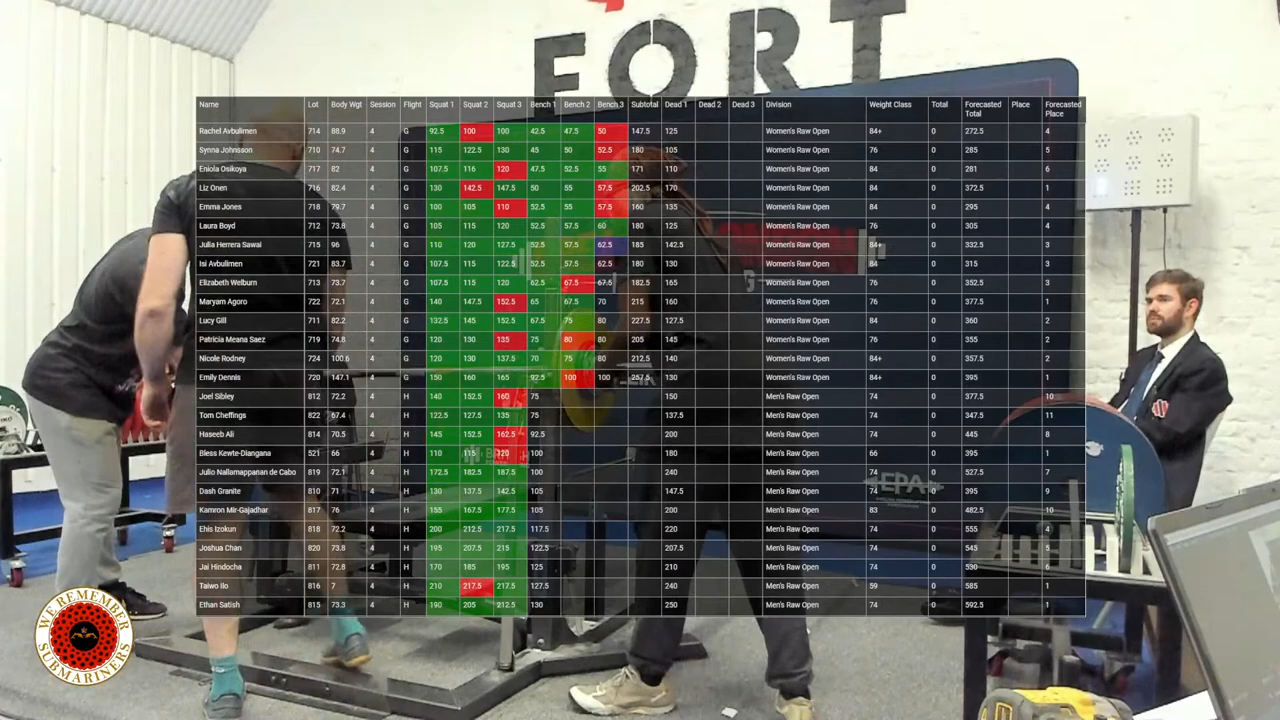 FORT
Name Lot Body Wgt Session Flight Squat 1 Squat 2 Squat 3 Bench 1 Bench 2 Bench 3 Subtotal Dead 1 Dead 2 Dead 3 Division Weight Class Total Forecasted Total Place Forecasted Place
Rachel Avbulimen 714 88.9 4 G 92.5 100 100 42.5 47.5 50 147.5 125 Women's Raw Open 84+ 0 272.5 4
Synna Johnsson 710 74.7 4 G 115 122.5 130 45 50 52.5 180 105 Women's Raw Open 76 0 285 5
Eniola Osikoya 717 82 4 G 107.5 116 120 47.5 52.5 55 171 110 Women's Raw Open 84 0 281 6
Liz Onen 716 82.4 4 G 130 142.5 147.5 50 55 57.5 202.5 170 Women's Raw Open 84 0 372.5 1
Emma Jones 718 79.7 4 G 100 105 110 52.5 55 57.5 160 135 Women's Raw Open 84 0 295 4
Laura Boyd 712 73.8 4 G 105 115 120 52.5 57.5 60 180 125 Women's Raw Open 76 0 305 4
Julia Herrera Sawai 715 96 4 G 110 120 127.5 52.5 57.5 62.5 185 142.5 Women's Raw Open 84+ 0 332.5 3
Isi Avbulimen 721 83.7 4 G 107.5 115 122.5 52.5 57.5 62.5 180 130 Women's Raw Open 84 0 315 3
Elizabeth Welburn 713 73.7 4 G 107.5 115 120 62.5 67.5 67.5 182.5 165 Women's Raw Open 76 0 352.5 3
Maryam Agoro 722 72.1 4 G 140 147.5 152.5 65 67.5 70 215 160 Women's Raw Open 76 0 377.5 1
Lucy Gill 711 82.2 4 G 132.5 145 152.5 67.5 75 80 227.5 127.5 Women's Raw Open 84 0 360 2
Patricia Meana Saez 719 74.8 4 G 120 130 135 75 80 80 205 145 Women's Raw Open 76 0 355 2
Nicole Rodney 724 100.6 4 G 120 130 137.5 70 75 80 212.5 140 Women's Raw Open 84+ 0 357.5 2
Emily Dennis 720 147.1 4 G 150 160 165 92.5 100 100 257.5 130 Women's Raw Open 84+ 0 395 1
Joel Sibley 812 72.2 4 H 140 152.5 160 75 150 Men's Raw Open 74 0 377.5 10
Tom Cheffings 822 67.4 4 H 122.5 127.5 135 75 137.5 Men's Raw Open 74 0 347.5 11
Haseeb Ali 814 70.5 4 H 145 152.5 162.5 92.5 200 Men's Raw Open 74 0 445 8
Bless Kewte-Diangana 521 66 4 H 110 115 120 100 180 Men's Raw Open 66 0 395 1
Julio Nallamappanan de Cabo 819 72.1 4 H 172.5 182.5 187.5 100 240 Men's Raw Open 74 0 527.5 7
Dash Granite 810 71 4 H 130 137.5 142.5 105 147.5 Men's Raw Open 74 0 395 9
Kamron Mir-Gajadhar 817 76 4 H 155 167.5 177.5 105 200 Men's Raw Open 83 0 482.5 10
Ehis Izokun 818 72.2 4 H 200 212.5 217.5 117.5 220 Men's Raw Open 74 0 555 4
Joshua Chan 820 73.8 4 H 195 207.5 215 122.5 207.5 Men's Raw Open 74 0 545 5
Jai Hindocha 811 72.8 4 H 170 185 195 125 210 Men's Raw Open 74 0 530 6
Taiwo Ilo 816 7 4 H 210 217.5 217.5 127.5 240 Men's Raw Open 59 0 585 1
Ethan Satish 815 73.3 4 H 190 205 212.5 130 250 Men's Raw Open 74 0 592.5 1
EPA
WE REMEMBER SUBMARINERS